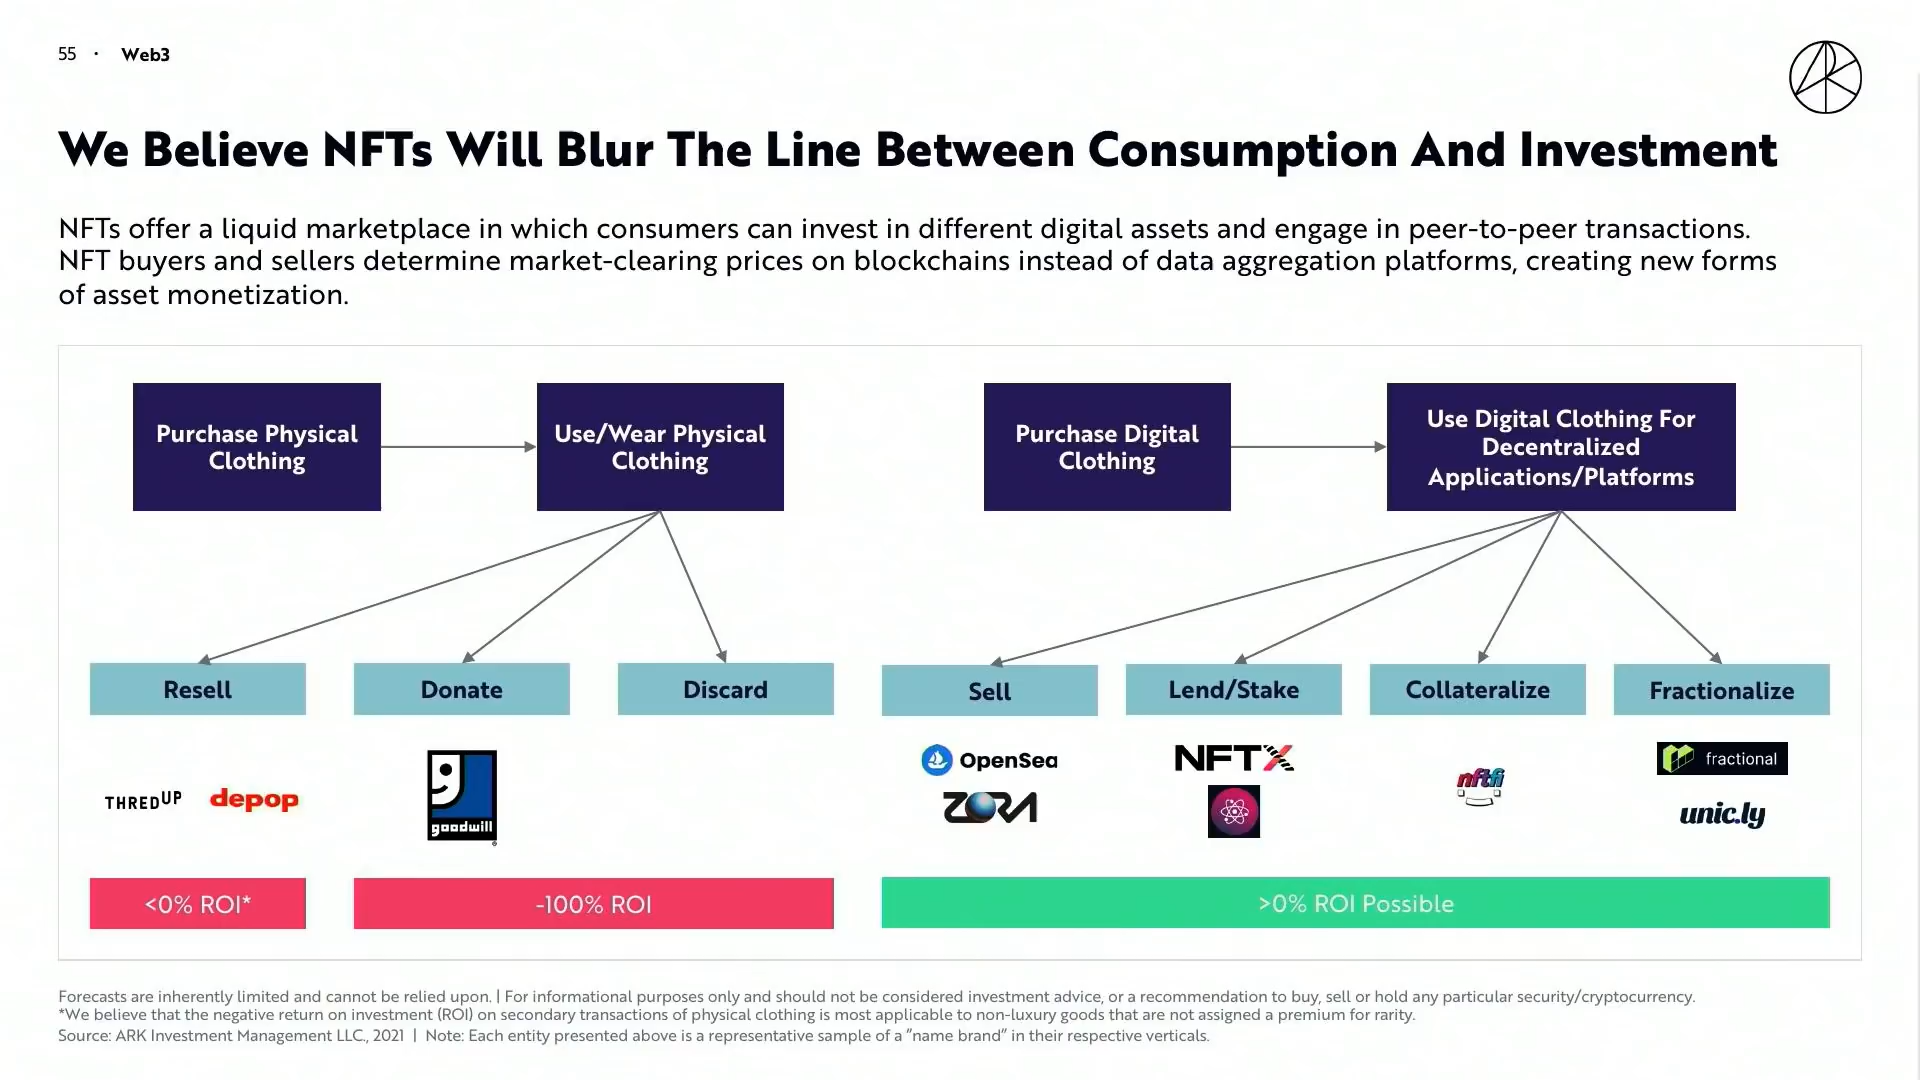 55 · Web3
We Believe NFTs Will Blur The Line Between Consumption And Investment
NFTs offer a liquid marketplace in which consumers can invest in different digital assets and engage in peer-to-peer transactions.
NFT buyers and sellers determine market-clearing prices on blockchains instead of data aggregation platforms, creating new forms
of asset monetization.
Purchase Physical
Clothing
Use/Wear Physical
Clothing
Purchase Digital
Clothing
Use Digital Clothing For
Decentralized
Applications/Platforms
Resell
Donate
Discard
Sell
Lend/Stake
Collateralize
Fractionalize
THREDUP
depop
goodwill
®
OpenSea
ZORA
NFTX
nftfi
fractional
unic.ly
<0% ROI*
-100% ROI
>0% ROI Possible
Forecasts are inherently limited and cannot be relied upon. | For informational purposes only and should not be considered investment advice, or a recommendation to buy, sell or hold any particular security/cryptocurrency.
*We believe that the negative return on investment (ROI) on secondary transactions of physical clothing is most applicable to non-luxury goods that are not assigned a premium for rarity.
Source: ARK Investment Management LLC., 2021 | Note: Each entity presented above is a representative sample of a "name brand" in their respective verticals.